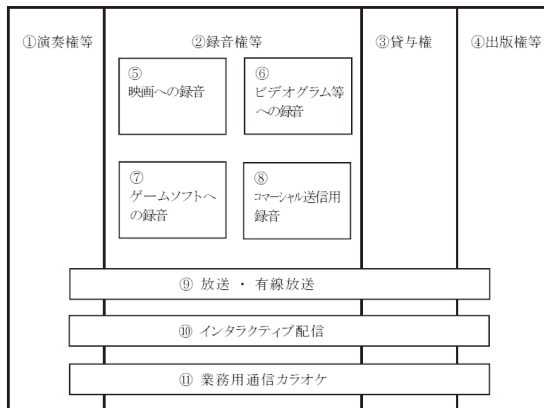 ①演奏権等
②録音権等
③貸与権
④出版権等
⑤
映画への録音
⑥
ビデオグラム等
への録音
⑦
ゲームソフトへ
の録音
⑧
コマーシャル送信用
録音
⑨ 放送 ・ 有線放送
⑩ インタラクティブ配信
⑪ 業務用通信カラオケ